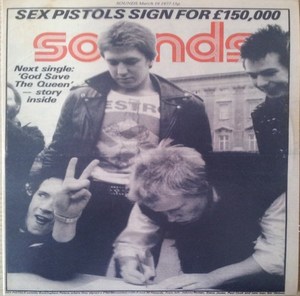 SEX PISTOLS SIGN FOR £150,000
sounds
Next single:
'God Save
The Queen'
– story
inside
DESTRO